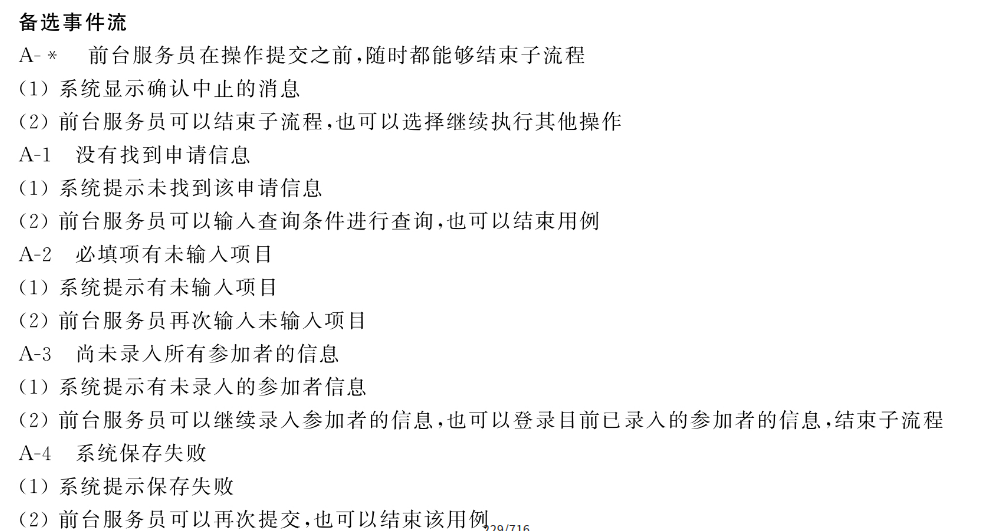 备选事件流
A-* 前台服务员在操作提交之前,随时都能够结束子流程
(1) 系统显示确认中止的消息
(2) 前台服务员可以结束子流程,也可以选择继续执行其他操作
A-1 没有找到申请信息
(1) 系统提示未找到该申请信息
(2) 前台服务员可以输入查询条件进行查询,也可以结束用例
A-2 必填项有未输入项目
(1) 系统提示有未输入项目
(2) 前台服务员再次输入未输入项目
A-3 尚未录入所有参加者的信息
(1) 系统提示有未录入的参加者信息
(2) 前台服务员可以继续录入参加者的信息,也可以登录目前已录入的参加者的信息,结束子流程
A-4 系统保存失败
(1) 系统提示保存失败
(2) 前台服务员可以再次提交,也可以结束该用例
229/716